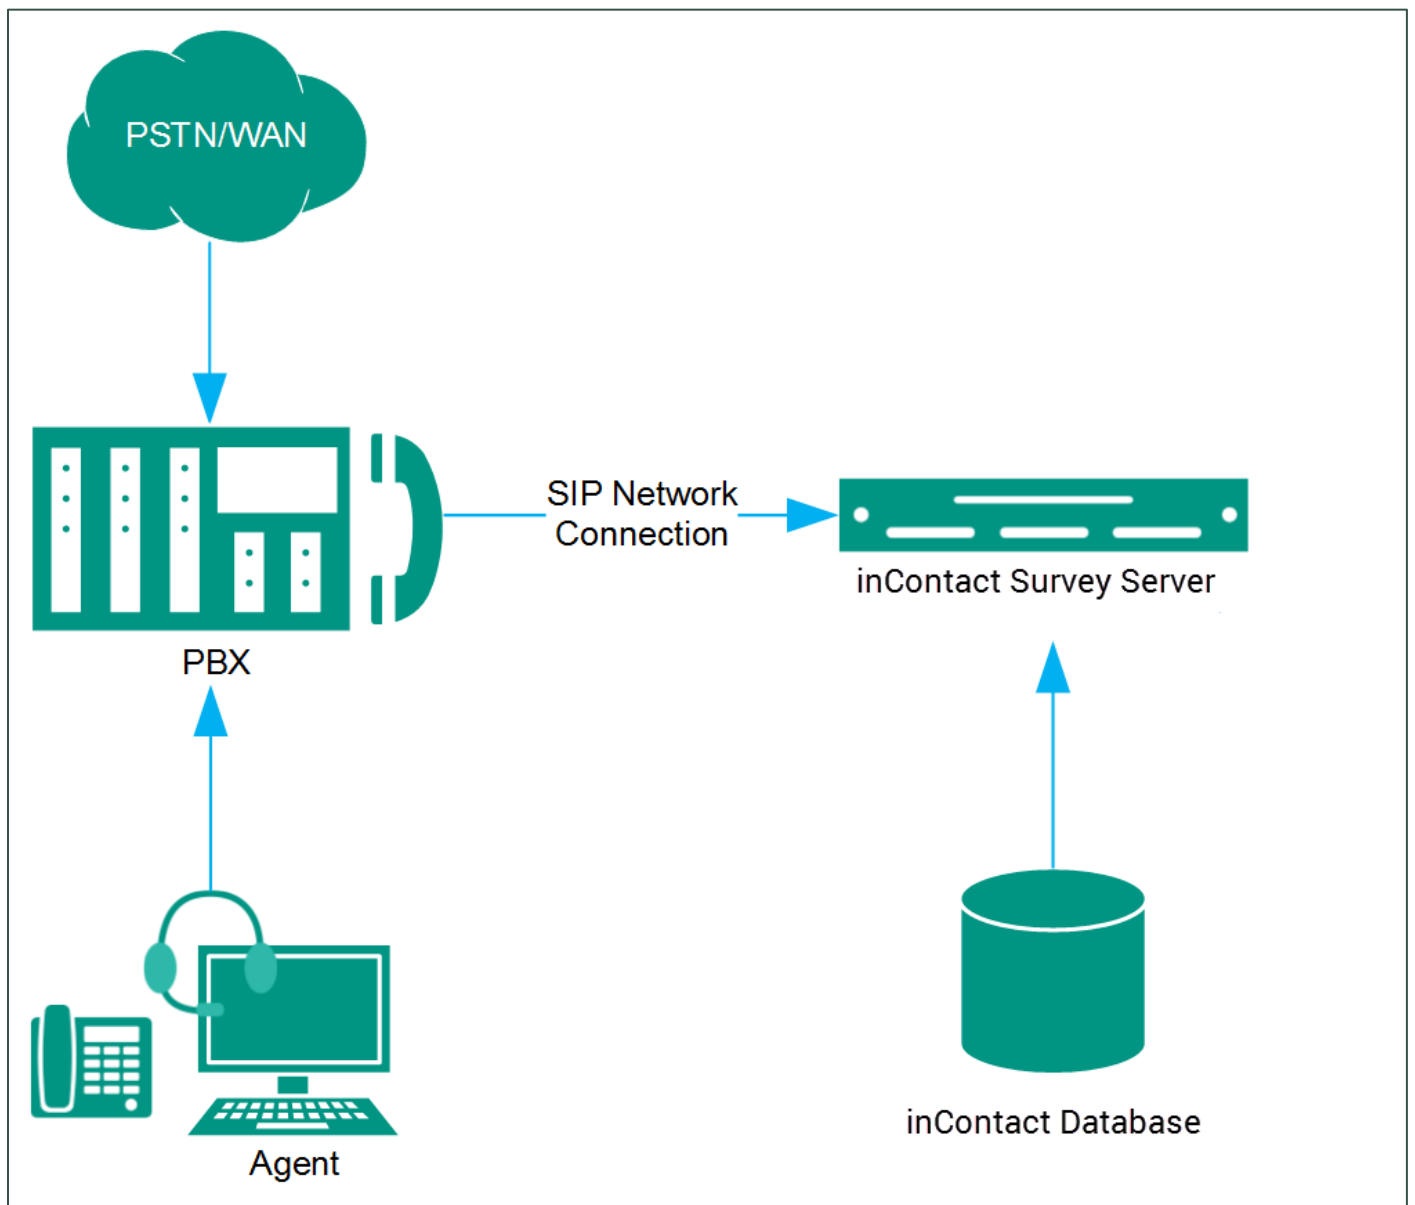 PSTN/WAN
SIP Network
Connection
inContact Survey Server
PBX
inContact Database
Agent